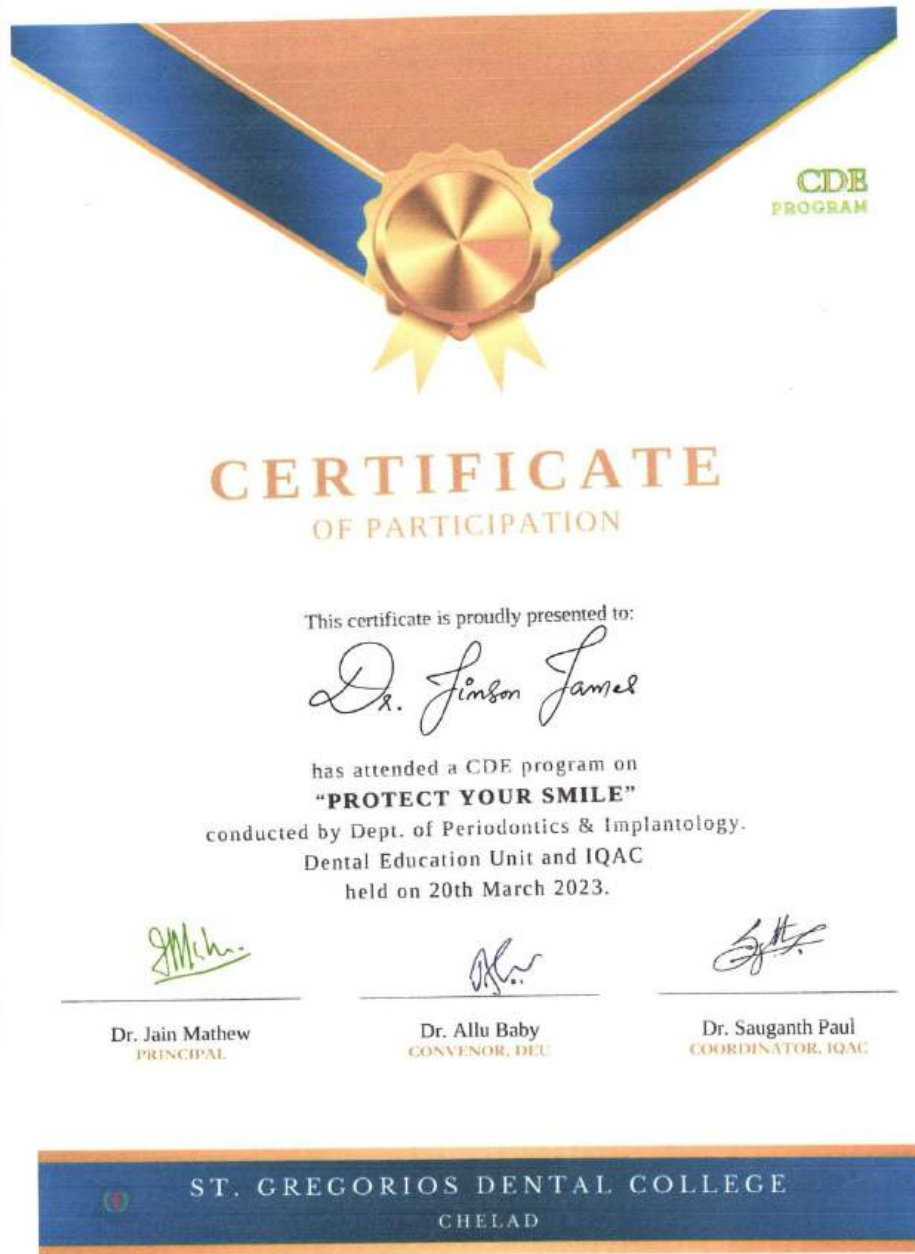 CDE
PROGRAM
CERTIFICATE
OF PARTICIPATION
This certificate is proudly presented to:
Dr. Jinson James
has attended a CDE program on
“PROTECT YOUR SMILE”
conducted by Dept. of Periodontics & Implantology.
Dental Education Unit and IQAC
held on 20th March 2023.
Dr. Jain Mathew
PRINCIPAL
Dr. Allu Baby
CONVENOR, DEU
Dr. Sauganth Paul
COORDINATOR, IQAC
ST. GREGORIOS DENTAL COLLEGE
CHELAD